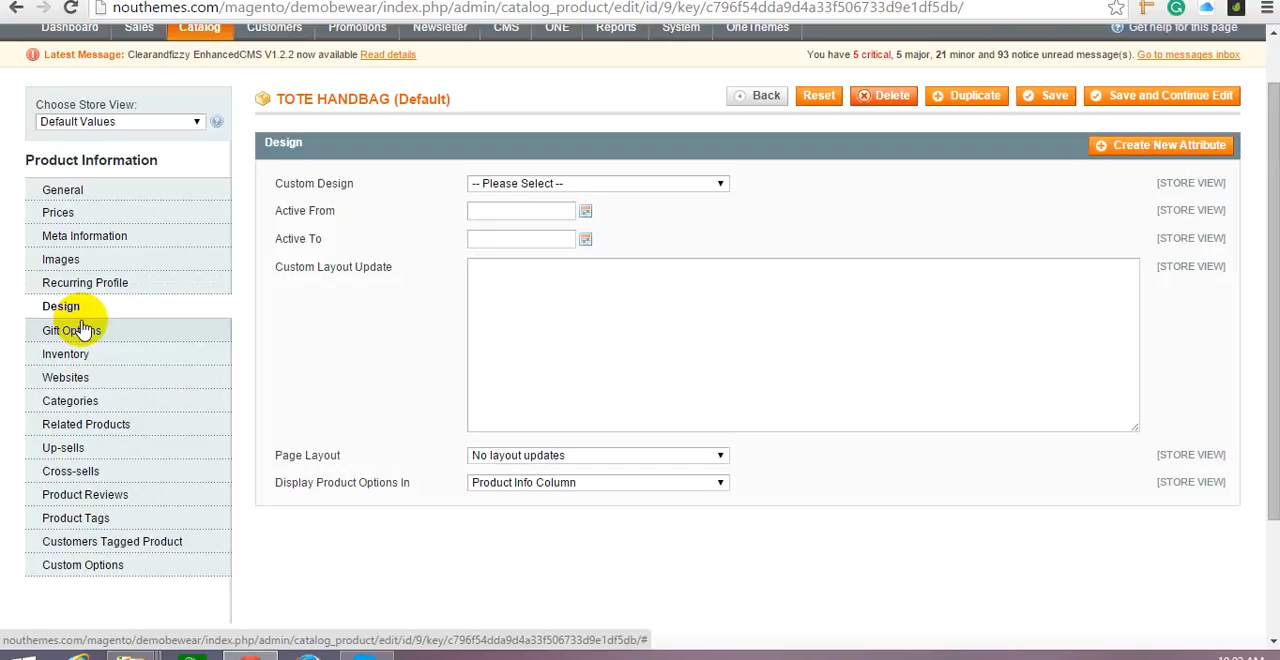 nouthemes.com/magento/demobewear/index.php/admin/catalog_product/edit/id/9/key/c796f54dda9d4a33f506733d9e1df5db/
Dashboard Sales Catalog Customers Promotions Newsletter CMS ONE Reports System OneThemes Get help for this page
Latest Message: Clearandfizzy EnhancedCMS V1.2.2 now available Read details You have 5 critical, 5 major, 21 minor and 93 notice unread message(s). Go to messages inbox
Choose Store View:
Default Values
TOTE HANDBAG (Default) Back Reset Delete Duplicate Save Save and Continue Edit
Product Information
General
Prices
Meta Information
Images
Recurring Profile
Design
Gift Options
Inventory
Websites
Categories
Related Products
Up-sells
Cross-sells
Product Reviews
Product Tags
Customers Tagged Product
Custom Options
Design Create New Attribute
Custom Design -- Please Select -- [STORE VIEW]
Active From [STORE VIEW]
Active To [STORE VIEW]
Custom Layout Update [STORE VIEW]
Page Layout No layout updates [STORE VIEW]
Display Product Options In Product Info Column [STORE VIEW]
nouthemes.com/magento/demobewear/index.php/admin/catalog_product/edit/id/9/key/c796f54dda9d4a33f506733d9e1df5db/#